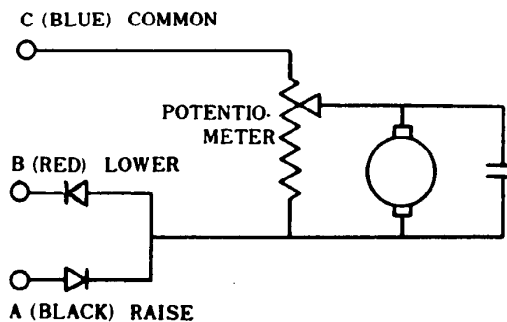 C (BLUE) COMMON
POTENTIO-
METER
B (RED) LOWER
A (BLACK) RAISE